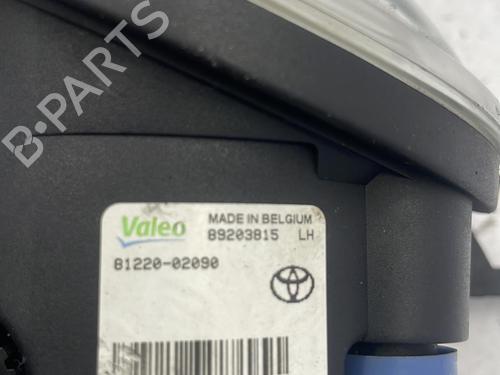 B-PARTS
Valeo
MADE IN BELGIUM
89203815 LH
81220-02090